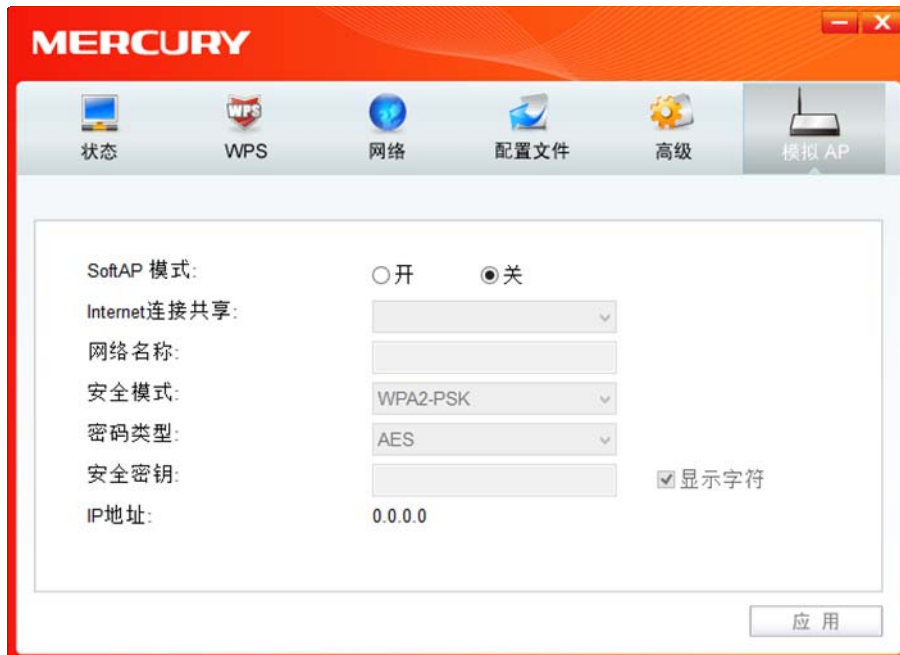 MERCURY
状态 WPS 网络 配置文件 高级 模拟 AP
SoftAP 模式: 开 关
Internet连接共享:
网络名称:
安全模式: WPA2-PSK
密码类型: AES
安全密钥: 显示字符
IP地址: 0.0.0.0
应 用